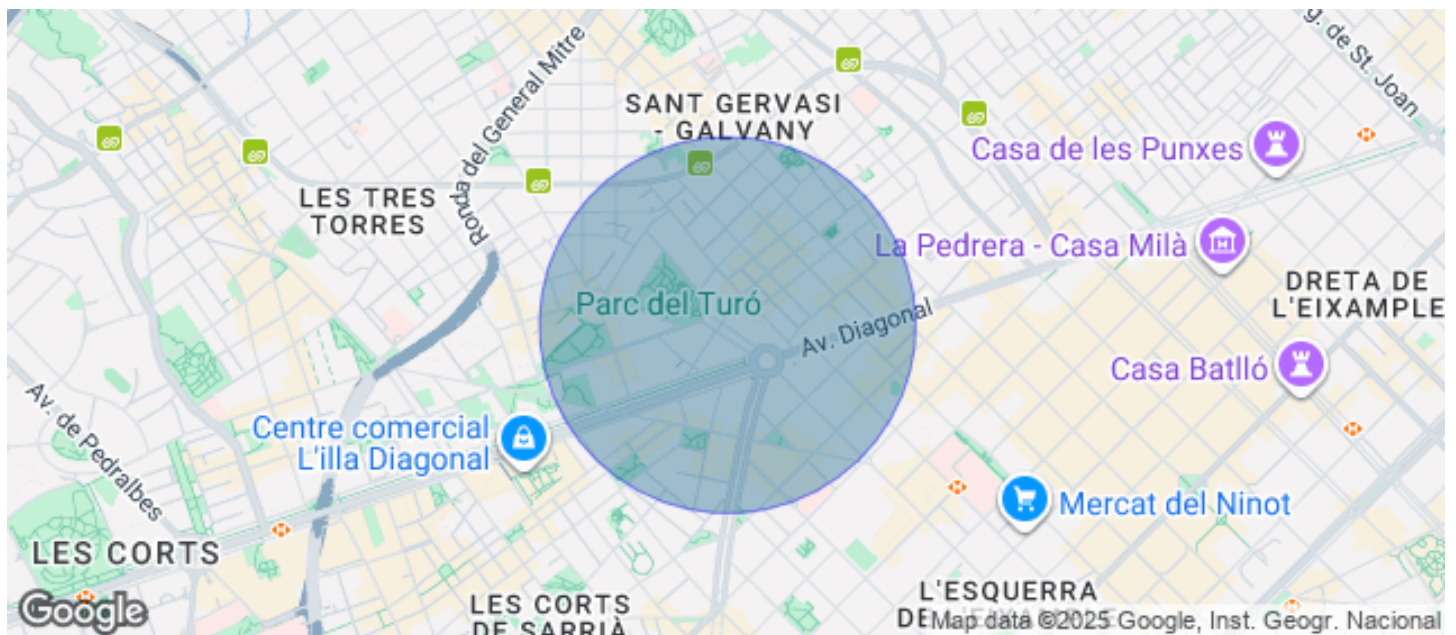 g. de St. Joan
Ronda del General Mitre
SANT GERVASI
- GALVANY
Casa de les Punxes
LES TRES
TORRES
La Pedrera - Casa Milà
DRETA DE
L'EIXAMPLE
Parc del Turó
Av. Diagonal
Casa Batlló
Av. de Pedralbes
Centre comercial
L'illa Diagonal
Mercat del Ninot
LES CORTS
L'ESQUERRA
DE L'EIXAMPLE
LES CORTS
DE SARRIÀ
Google
Map data ©2025 Google, Inst. Geogr. Nacional